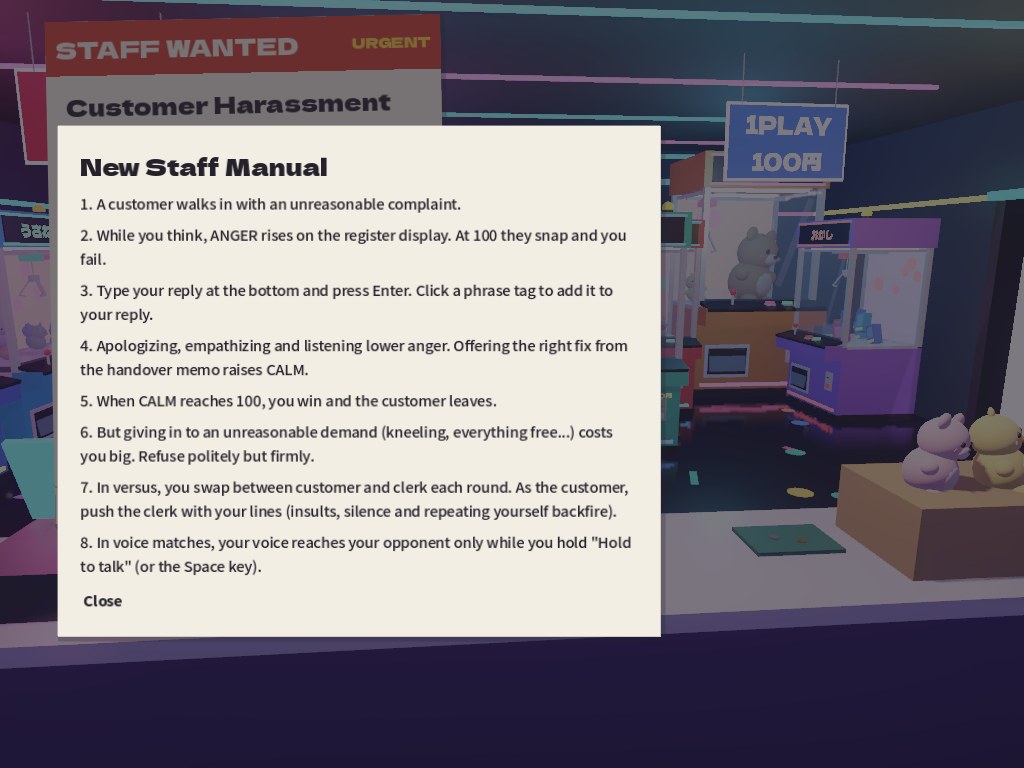 STAFF WANTED
URGENT
Customer Harassment
1PLAY
100円
New Staff Manual
1. A customer walks in with an unreasonable complaint.
2. While you think, ANGER rises on the register display. At 100 they snap and you
fail.
3. Type your reply at the bottom and press Enter. Click a phrase tag to add it to
your reply.
4. Apologizing, empathizing and listening lower anger. Offering the right fix from
the handover memo raises CALM.
5. When CALM reaches 100, you win and the customer leaves.
6. But giving in to an unreasonable demand (kneeling, everything free...) costs
you big. Refuse politely but firmly.
7. In versus, you swap between customer and clerk each round. As the customer,
push the clerk with your lines (insults, silence and repeating yourself backfire).
8. In voice matches, your voice reaches your opponent only while you hold "Hold
to talk" (or the Space key).
Close